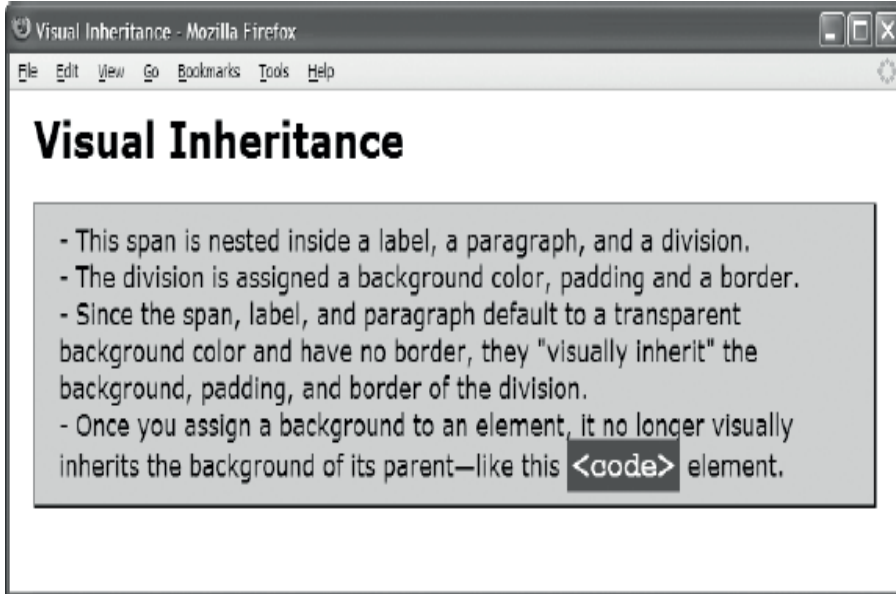 Visual Inheritance - Mozilla Firefox
File Edit View Go Bookmarks Tools Help
Visual Inheritance
- This span is nested inside a label, a paragraph, and a division.
- The division is assigned a background color, padding and a border.
- Since the span, label, and paragraph default to a transparent
background color and have no border, they "visually inherit" the
background, padding, and border of the division.
- Once you assign a background to an element, it no longer visually
inherits the background of its parent—like this <code> element.